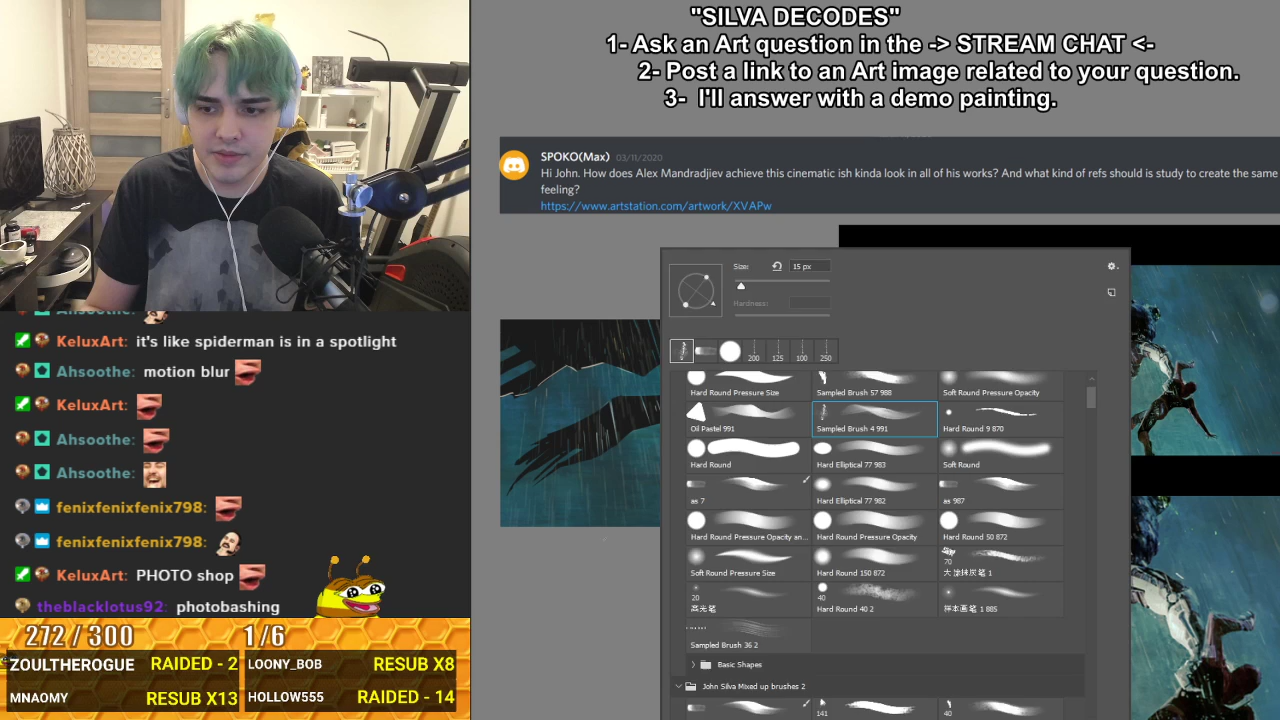 "SILVA DECODES"
1- Ask an Art question in the -> STREAM CHAT <-
2- Post a link to an Art image related to your question.
3-  I'll answer with a demo painting.
SPOKO(Max) 03/11/2020
Hi John. How does Alex Mandradjiev achieve this cinematic ish kinda look in all of his works? And what kind of refs should is study to create the same
feeling?
https://www.artstation.com/artwork/XVAPw
Size: 15 px
Hardness:
200 125 100 250
Hard Round Pressure Size Sampled Brush 57 988 Soft Round Pressure Opacity
Oil Pastel 991 Sampled Brush 4 991 Hard Round 9 870
Hard Round Hard Elliptical 77 983 Soft Round
as 7 Hard Elliptical 77 982 as 987
Hard Round Pressure Opacity an... Hard Round Pressure Opacity Hard Round 50 872
70
Soft Round Pressure Size Hard Round 150 872 大涂抹炭笔 1
20 40
高光笔 Hard Round 40 2 样本画笔 1 885
Sampled Brush 36 2
Basic Shapes
John Silva Mixed up brushes 2
141 40
KeluxArt: it's like spiderman is in a spotlight
Ahsoothe: motion blur
KeluxArt:
Ahsoothe:
Ahsoothe:
fenixfenixfenix798:
fenixfenixfenix798:
KeluxArt: PHOTO shop
theblacklotus92: photobashing
272 / 300 1/6
ZOULTHEROGUE RAIDED - 2 LOONY_BOB RESUB X8
MNAOMY RESUB X13 HOLLOW555 RAIDED - 14